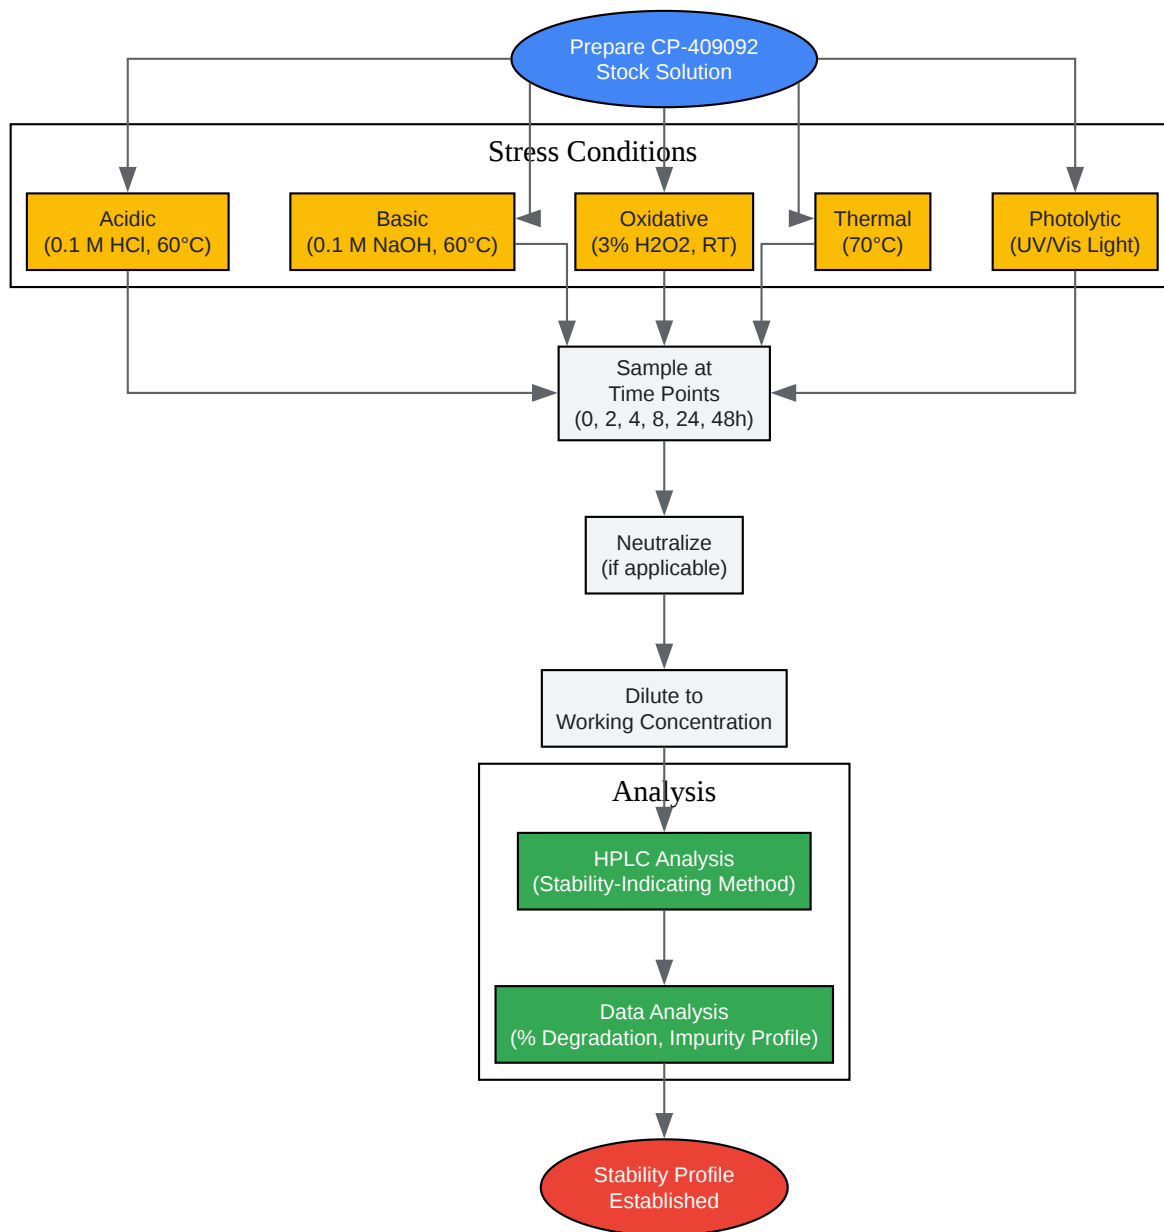 Prepare CP-409092
Stock Solution
Stress Conditions
Acidic
(0.1 M HCl, 60°C)
Basic
(0.1 M NaOH, 60°C)
Oxidative
(3% H2O2, RT)
Thermal
(70°C)
Photolytic
(UV/Vis Light)
Sample at
Time Points
(0, 2, 4, 8, 24, 48h)
Neutralize
(if applicable)
Dilute to
Working Concentration
Analysis
HPLC Analysis
(Stability-Indicating Method)
Data Analysis
(% Degradation, Impurity Profile)
Stability Profile
Established